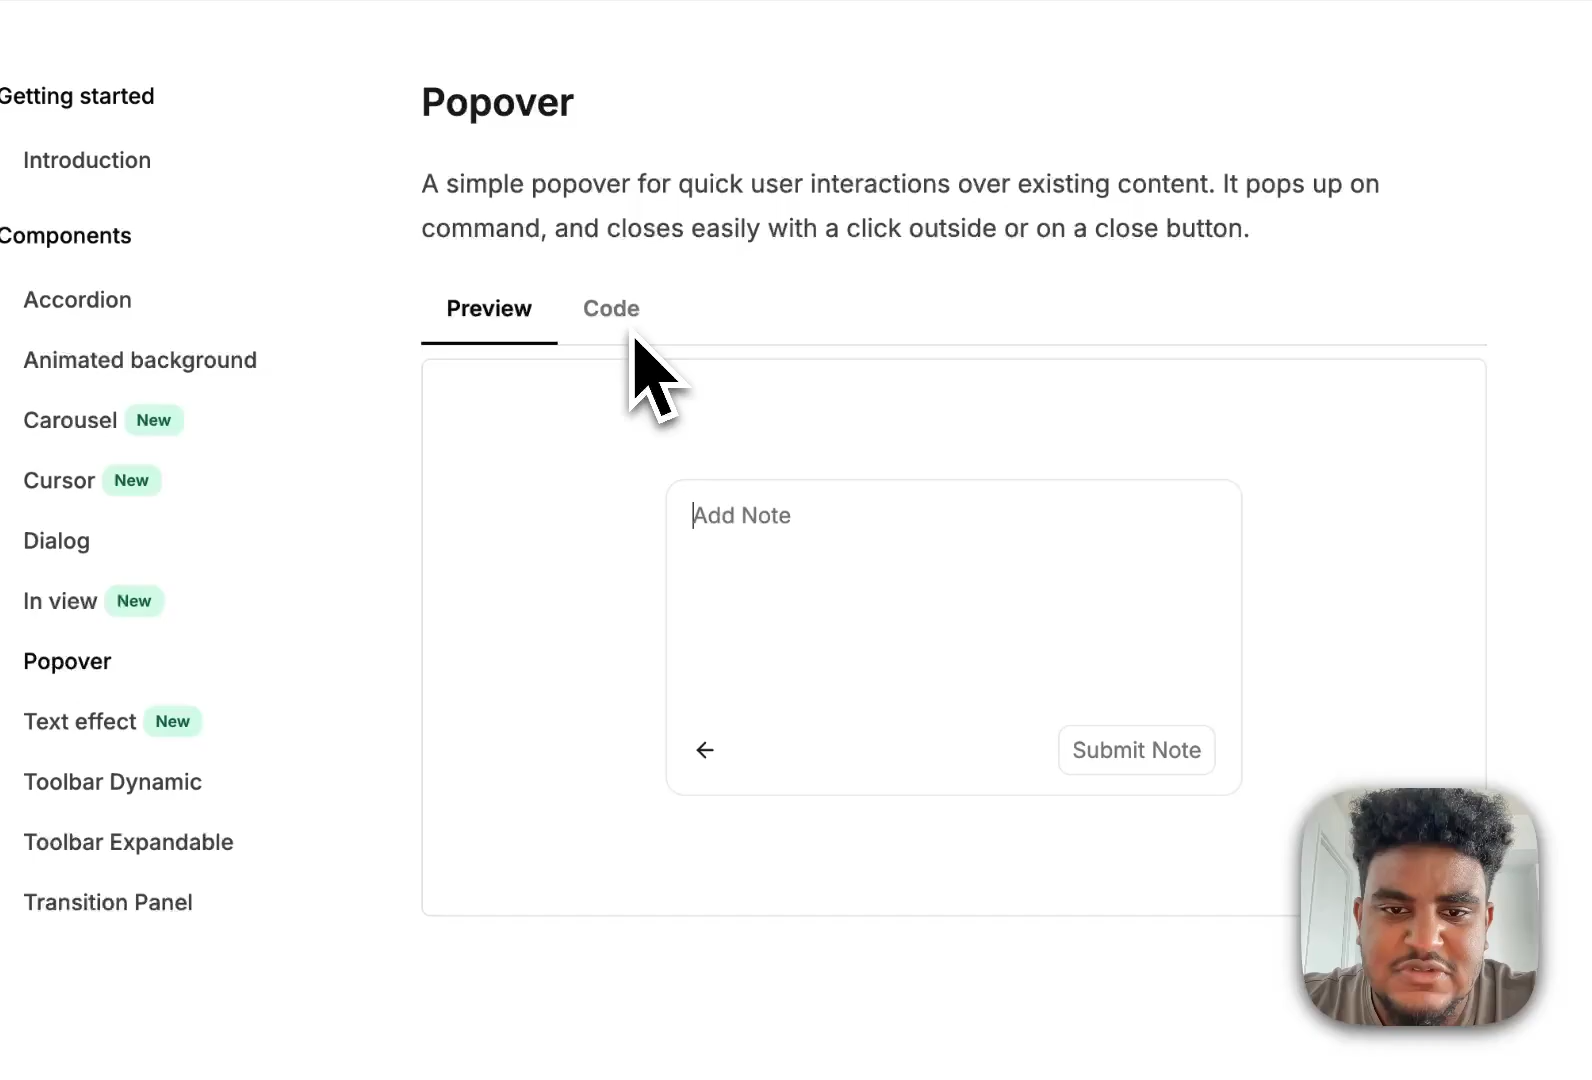 Getting started
Introduction
Components
Accordion
Animated background
Carousel New
Cursor New
Dialog
In view New
Popover
Text effect New
Toolbar Dynamic
Toolbar Expandable
Transition Panel
Popover
A simple popover for quick user interactions over existing content. It pops up on
command, and closes easily with a click outside or on a close button.
Preview Code
Add Note
Submit Note